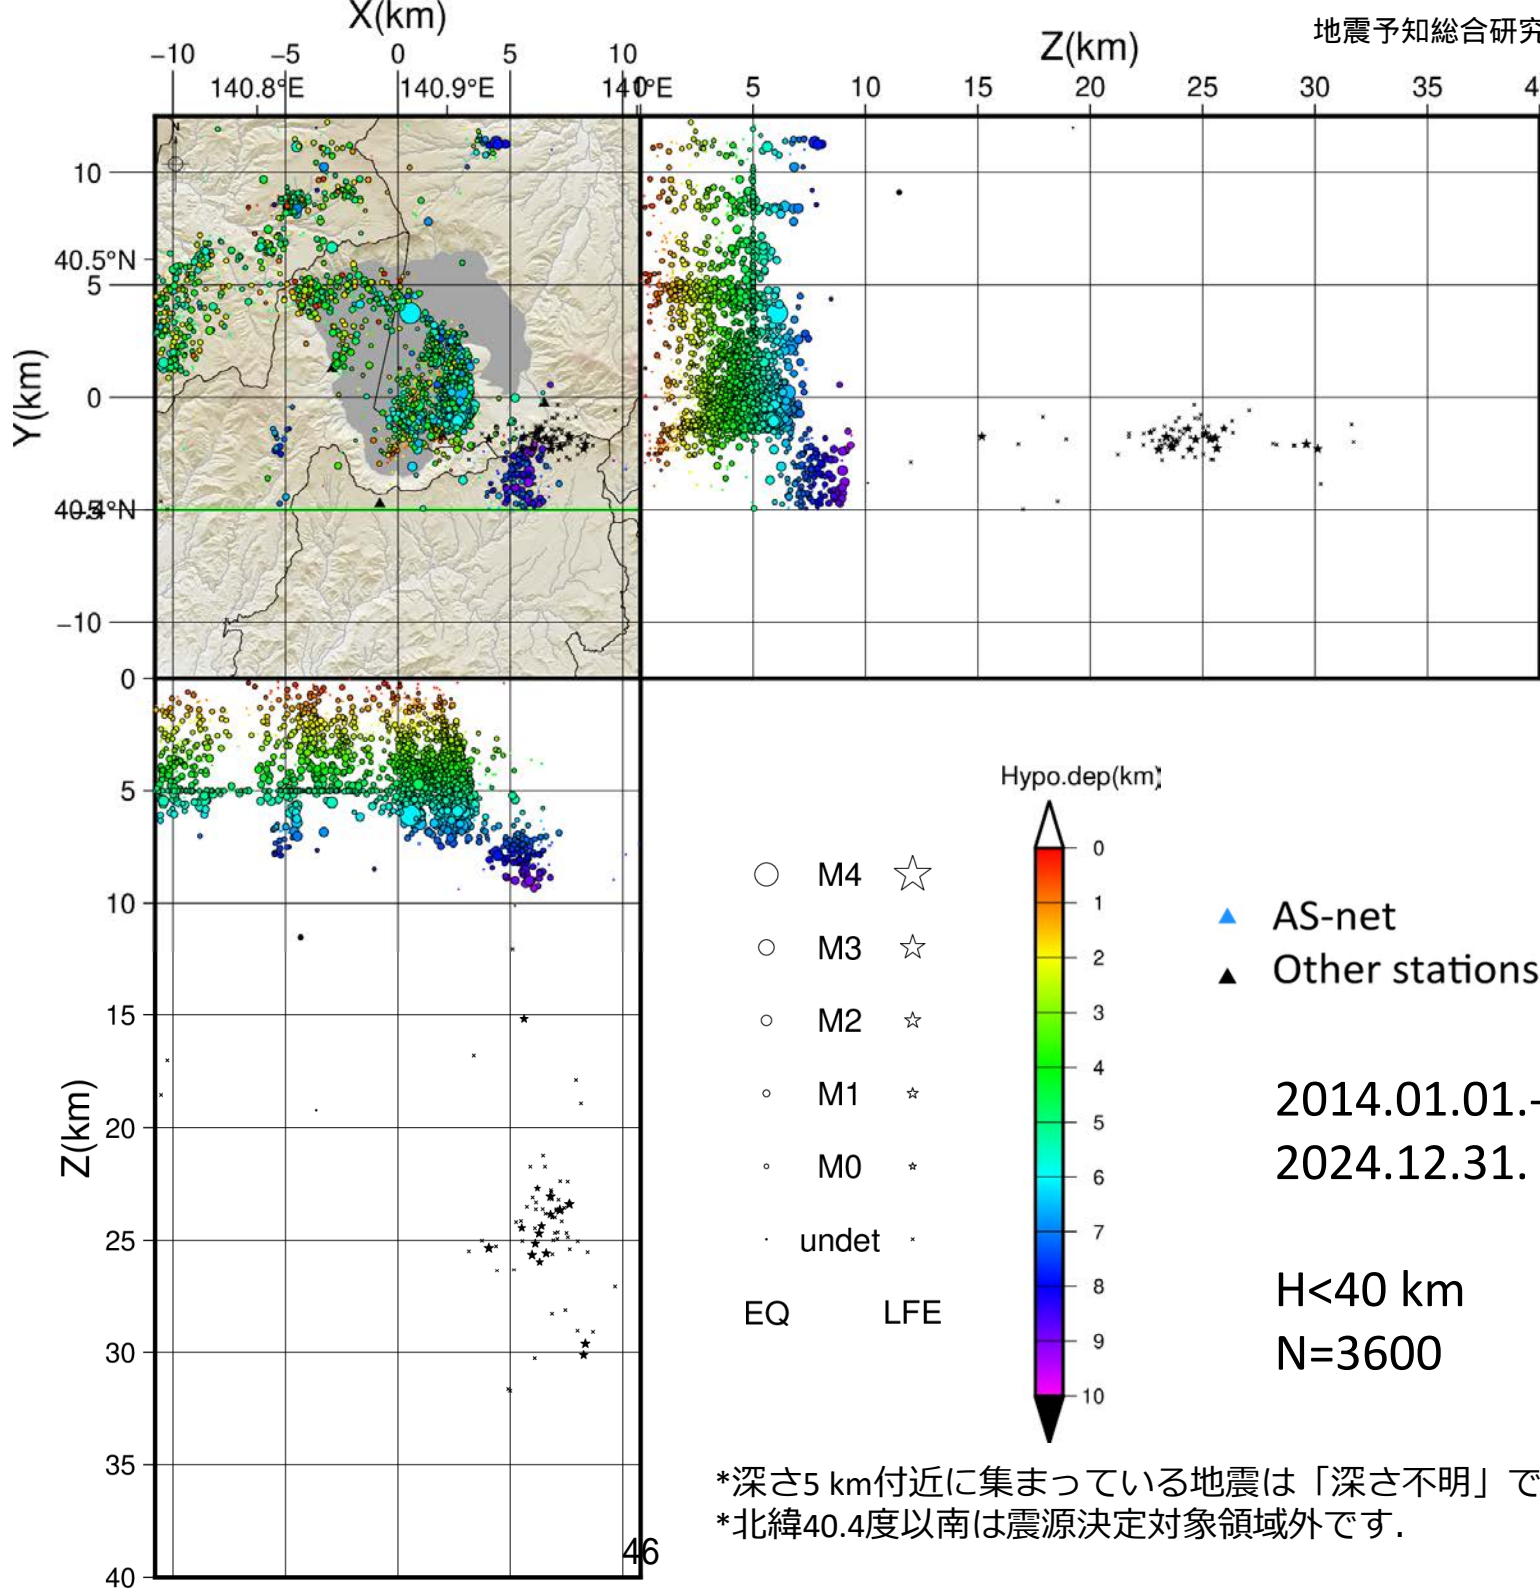 X(km)
Z(km)
地震予知総合研究
−10 −5 0 5 10
140.8°E 140.9°E
5 10 15 20 25 30 35
N
10
40.5°N
5
0
Y(km)
−10
0
5
10
15
20
25
30
35
40
Z(km)
Hypo.dep(km)
0
1
2
3
4
5
6
7
8
9
10
M4
M3
M2
M1
M0
undet
EQ LFE
AS-net
Other stations
2014.01.01.-
2024.12.31.
H<40 km
N=3600
*深さ5 km付近に集まっている地震は「深さ不明」で
*北緯40.4度以南は震源決定対象領域外です.
46